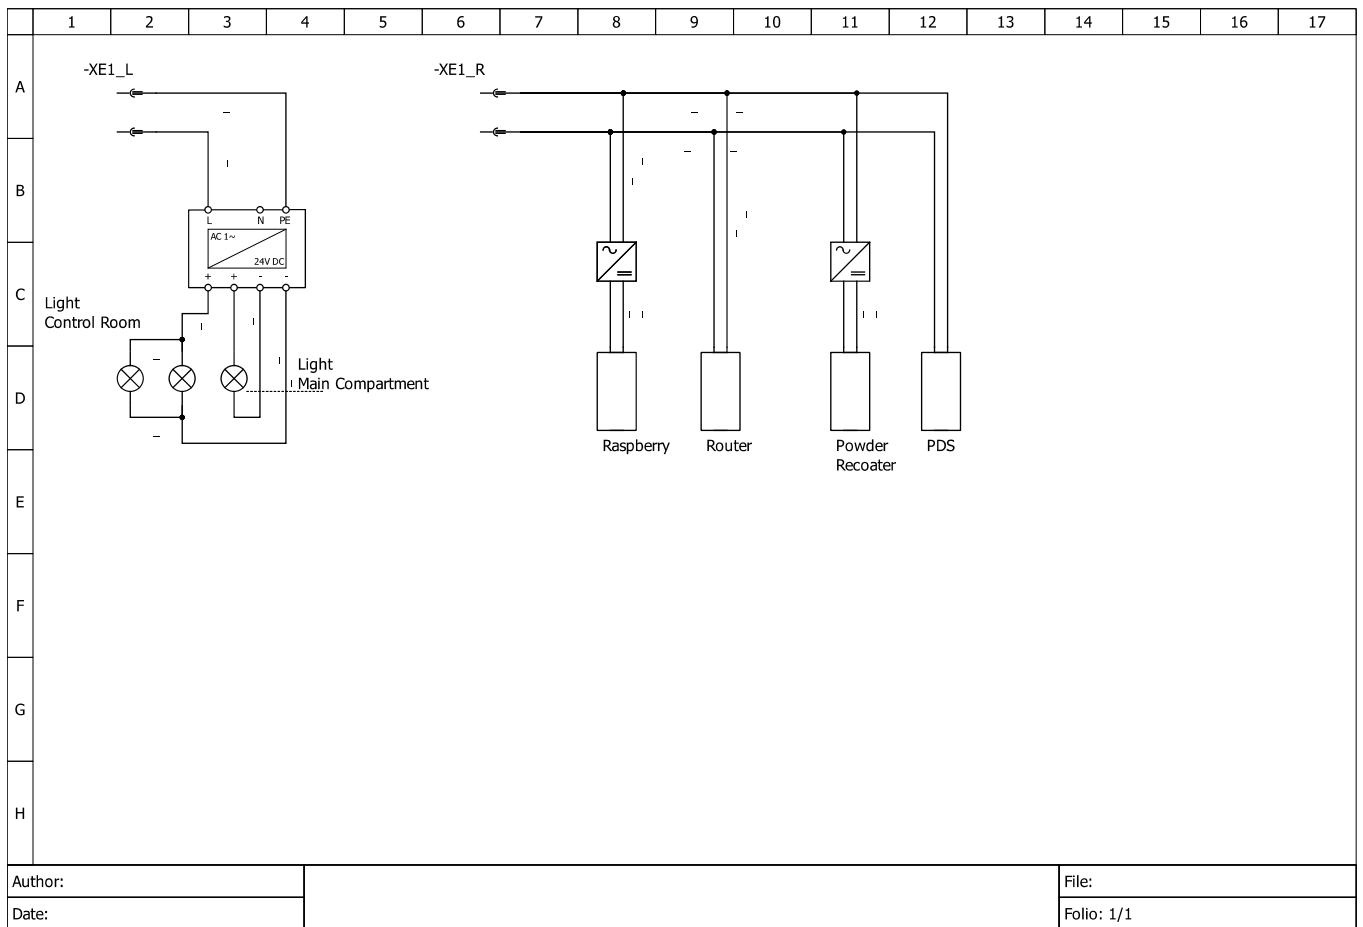 1 2 3 4 5 6 7 8 9 10 11 12 13 14 15 16 17
A
B
C
D
E
F
G
H
-XE1_L
-XE1_R
L N PE
AC 1~
24V DC
+ + - -
Light
Control Room
Light
Main Compartment
Raspberry
Router
Powder
Recoater
PDS
Author:
Date:
File:
Folio: 1/1